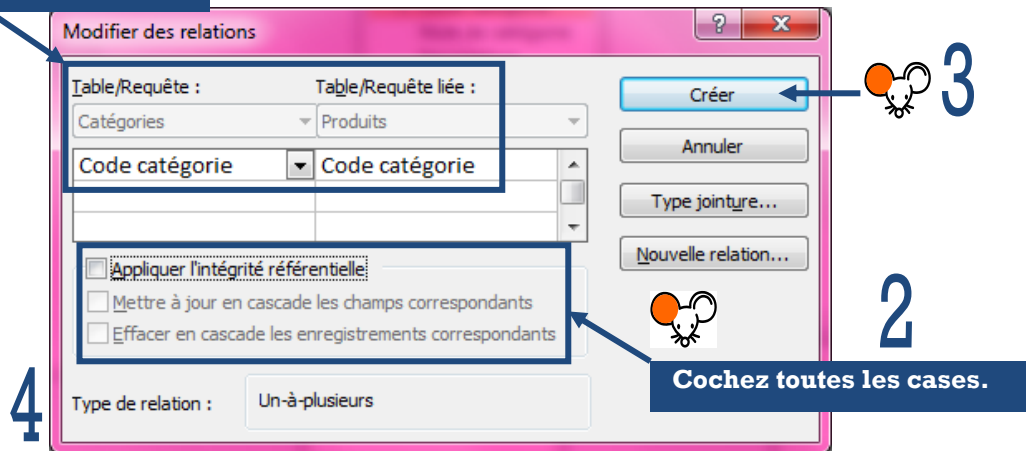 Modifier des relations
?
X
Table/Requête :
Table/Requête liée :
Catégories
Produits
Code catégorie
Code catégorie
Appliquer l'intégrité référentielle
Mettre à jour en cascade les champs correspondants
Effacer en cascade les enregistrements correspondants
Type de relation :
Un-à-plusieurs
Créer
Annuler
Type jointure...
Nouvelle relation...
3
2
Cochez toutes les cases.
4